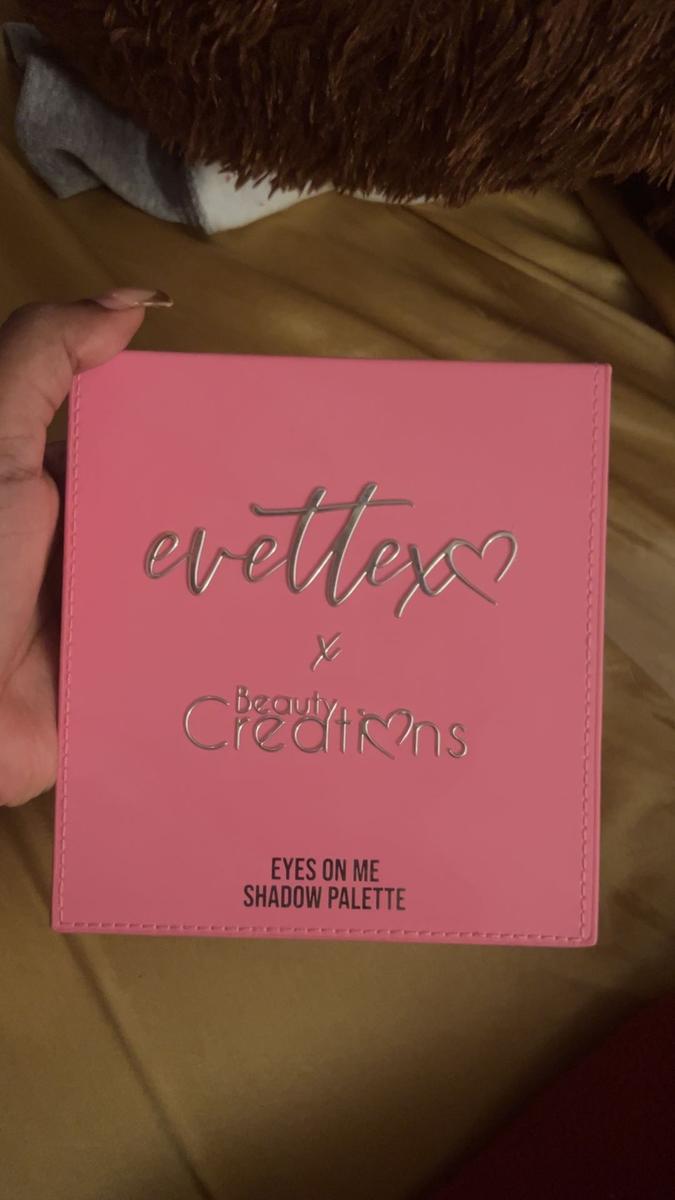 evettexo
x
Beauty
Creations
EYES ON ME
SHADOW PALETTE